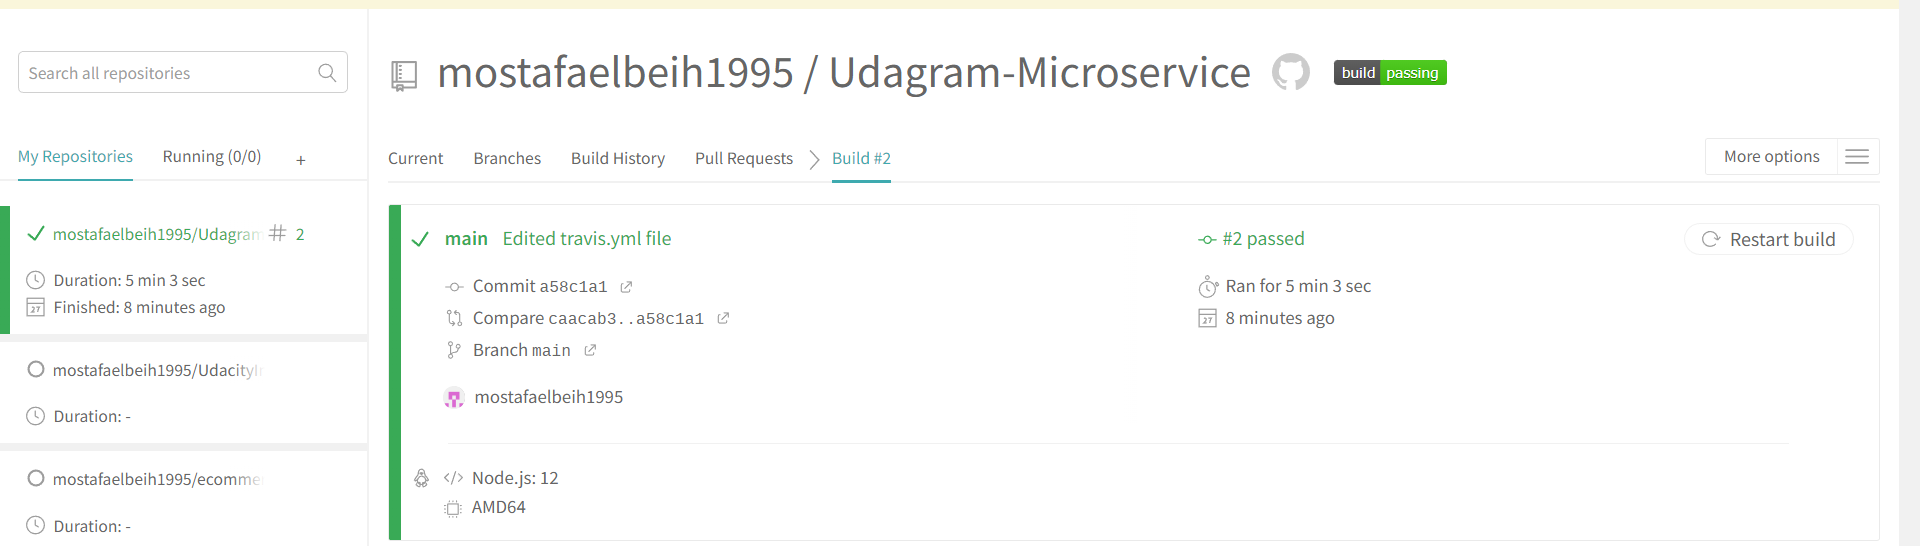 Search all repositories
My Repositories Running (0/0) +
mostafaelbeih1995/Udagram # 2
Duration: 5 min 3 sec
Finished: 8 minutes ago
mostafaelbeih1995/UdacityI
Duration: -
mostafaelbeih1995/ecomme
Duration: -
mostafaelbeih1995 / Udagram-Microservice build passing
Current Branches Build History Pull Requests Build #2 More options
main Edited travis.yml file #2 passed Restart build
Commit a58c1a1 Ran for 5 min 3 sec
Compare caacab3..a58c1a1 8 minutes ago
Branch main
mostafaelbeih1995
</> Node.js: 12
AMD64